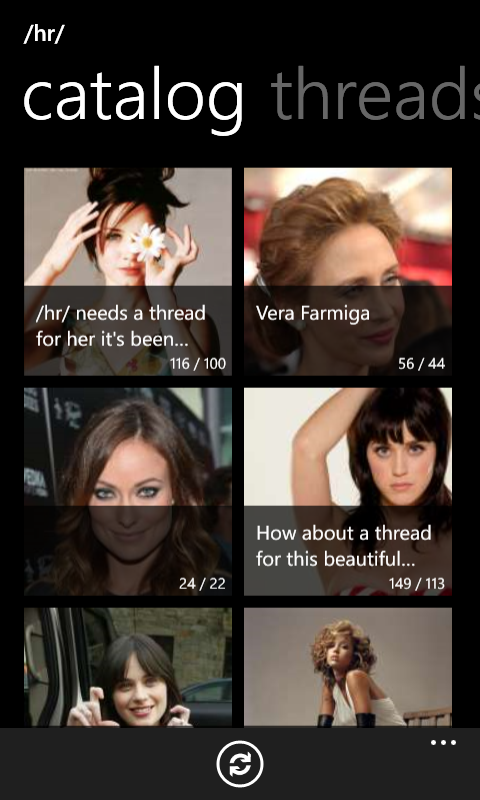 /hr/
catalog threads
/hr/ needs a thread
for her it's been...
116 / 100
Vera Farmiga
56 / 44
24 / 22
How about a thread
for this beautiful...
149 / 113